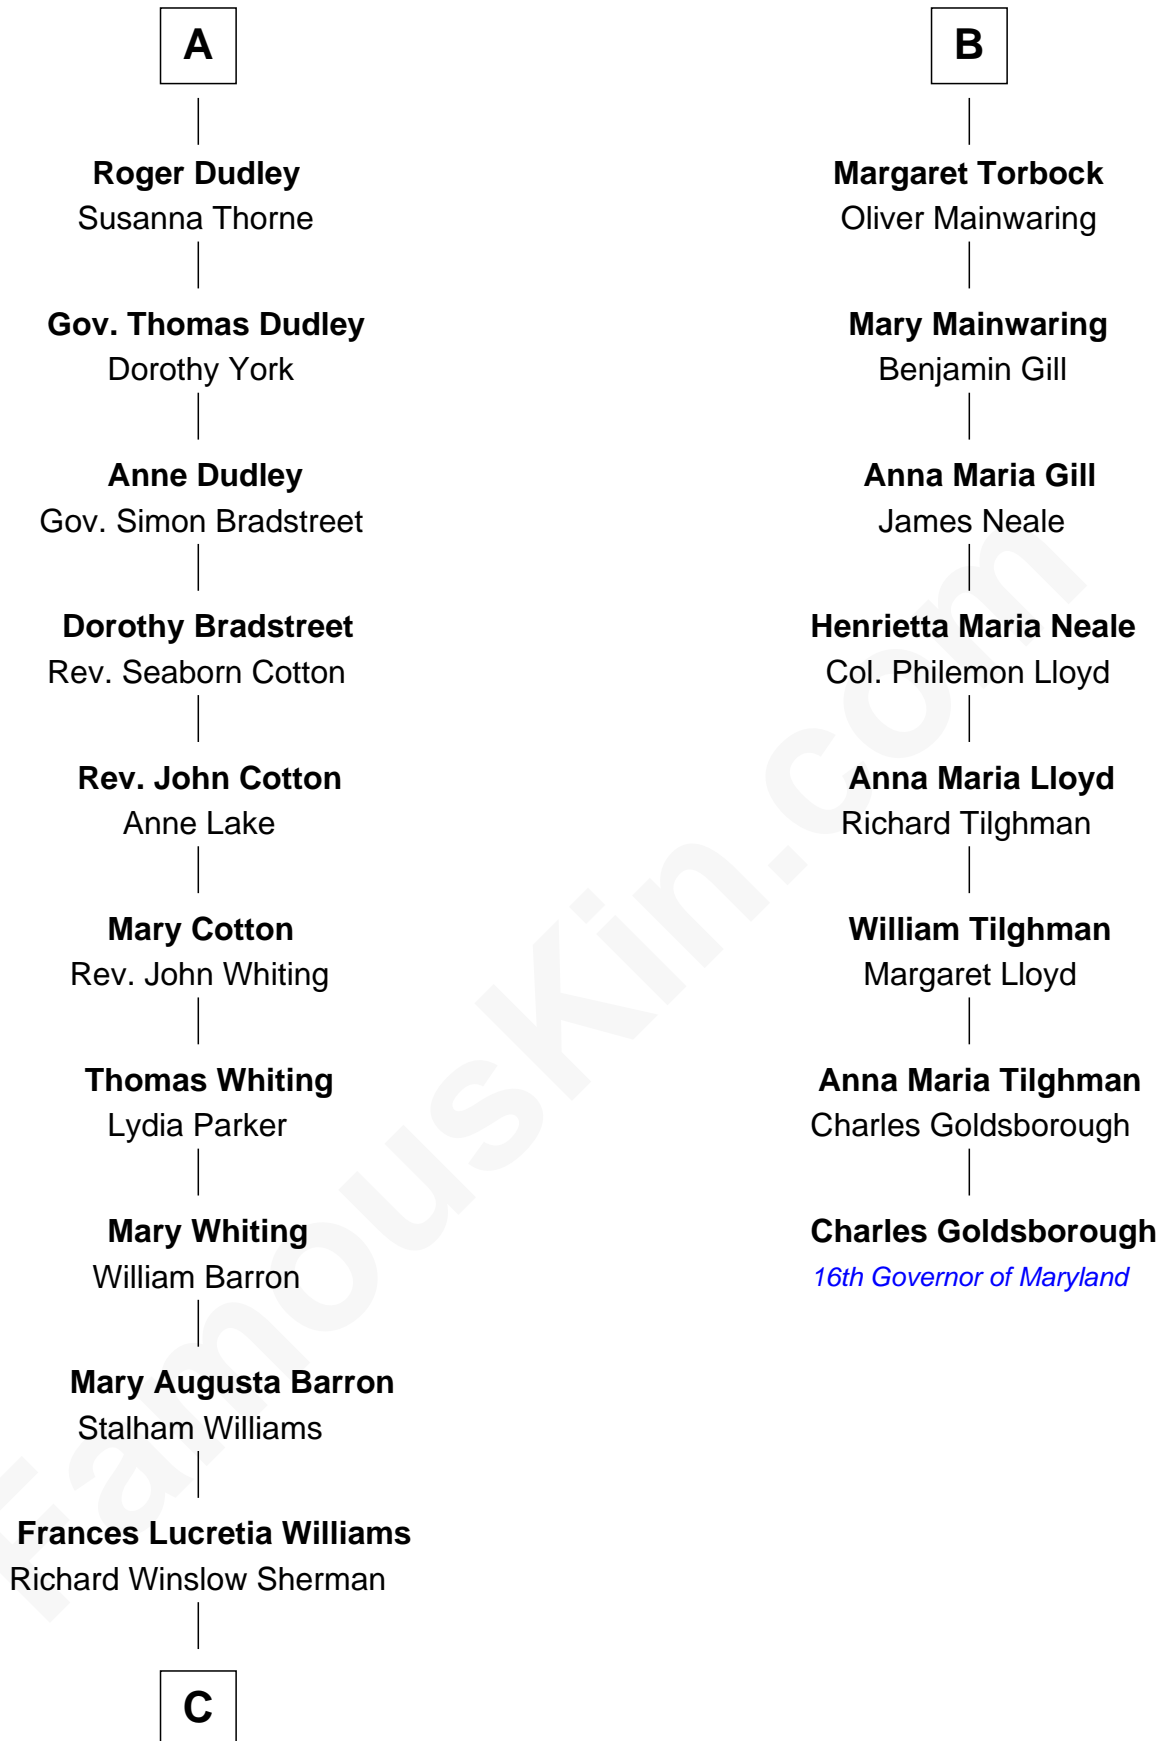 A
Roger Dudley
Susanna Thorne
Gov. Thomas Dudley
Dorothy York
Anne Dudley
Gov. Simon Bradstreet
Dorothy Bradstreet
Rev. Seaborn Cotton
Rev. John Cotton
Anne Lake
Mary Cotton
Rev. John Whiting
Thomas Whiting
Lydia Parker
Mary Whiting
William Barron
Mary Augusta Barron
Stalham Williams
Frances Lucretia Williams
Richard Winslow Sherman
C
B
Margaret Torbock
Oliver Mainwaring
Mary Mainwaring
Benjamin Gill
Anna Maria Gill
James Neale
Henrietta Maria Neale
Col. Philemon Lloyd
Anna Maria Lloyd
Richard Tilghman
William Tilghman
Margaret Lloyd
Anna Maria Tilghman
Charles Goldsborough
Charles Goldsborough
16th Governor of Maryland
FamousKin.com